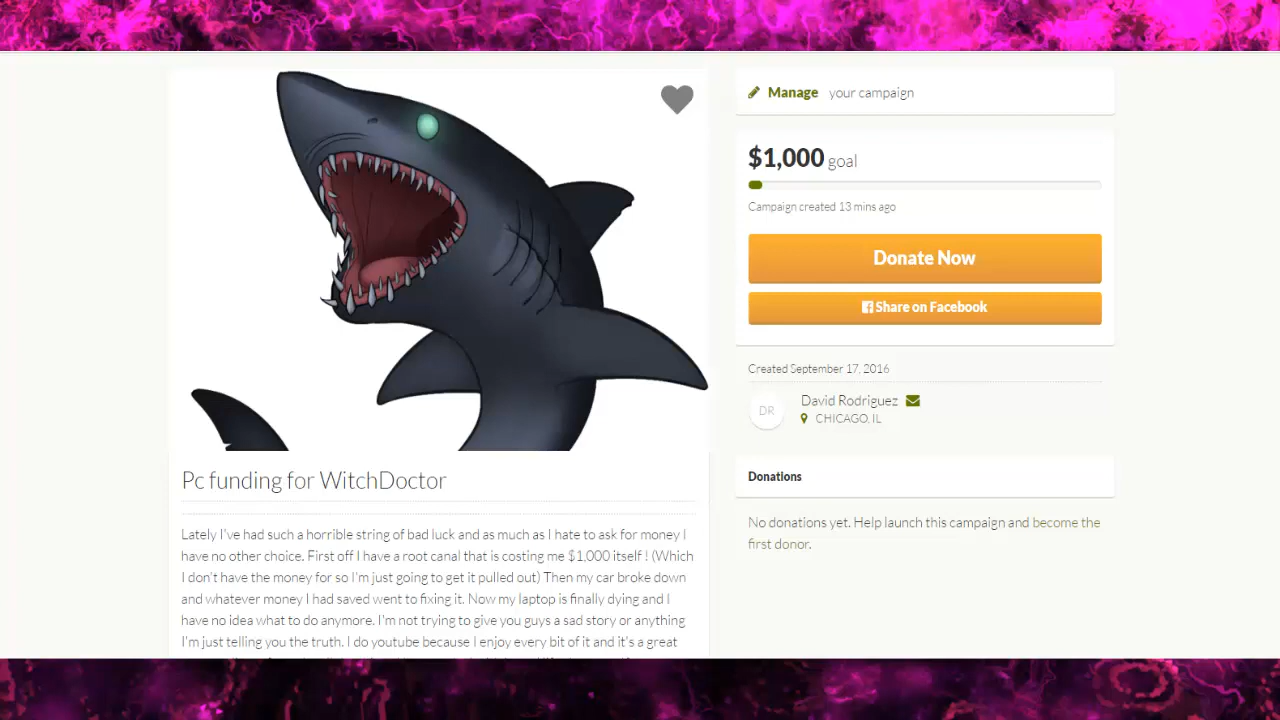 Manage your campaign
$1,000 goal
Campaign created 13 mins ago
Donate Now
Share on Facebook
Created September 17, 2016
DR
David Rodriguez
CHICAGO, IL
Donations
No donations yet. Help launch this campaign and become the
first donor.
Pc funding for WitchDoctor
Lately I've had such a horrible string of bad luck and as much as I hate to ask for money I
have no other choice. First off I have a root canal that is costing me $1,000 itself ! (Which
I don't have the money for so I'm just going to get it pulled out) Then my car broke down
and whatever money I had saved went to fixing it. Now my laptop is finally dying and I
have no idea what to do anymore. I'm not trying to give you guys a sad story or anything
I'm just telling you the truth. I do youtube because I enjoy every bit of it and it's a great